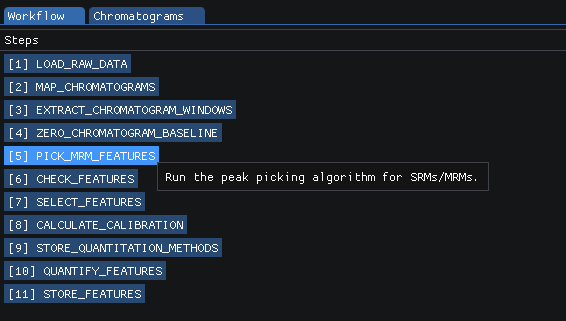 Workflow Chromatograms
Steps
[1] LOAD_RAW_DATA
[2] MAP_CHROMATOGRAMS
[3] EXTRACT_CHROMATOGRAM_WINDOWS
[4] ZERO_CHROMATOGRAM_BASELINE
[5] PICK_MRM_FEATURES
Run the peak picking algorithm for SRMs/MRMs.
[6] CHECK_FEATURES
[7] SELECT_FEATURES
[8] CALCULATE_CALIBRATION
[9] STORE_QUANTITATION_METHODS
[10] QUANTIFY_FEATURES
[11] STORE_FEATURES